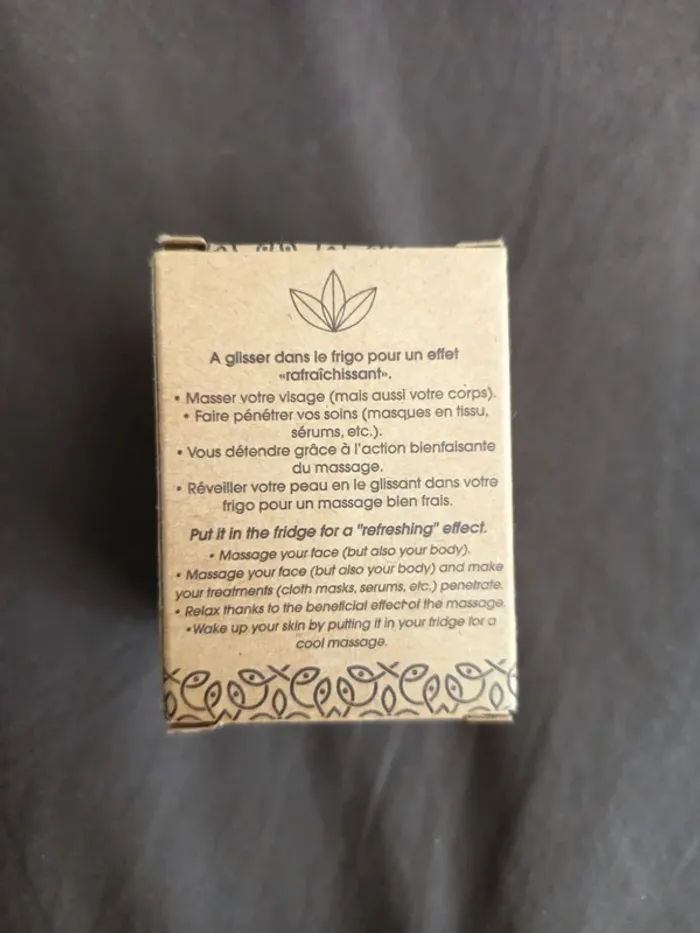 A glisser dans le frigo pour un effet
«rafraîchissant».
• Masser votre visage (mais aussi votre corps).
• Faire pénétrer vos soins (masques en tissu,
sérums, etc.).
• Vous détendre grâce à l'action bienfaisante
du massage.
• Réveiller votre peau en le glissant dans votre
frigo pour un massage bien frais.
Put it in the fridge for a "refreshing" effect.
• Massage your face (but also your body).
• Massage your face (but also your body) and make
your treatments (cloth masks, serums, etc.) penetrate.
• Relax thanks to the beneficial effect of the massage.
•Wake up your skin by putting it in your fridge for a
cool massage.